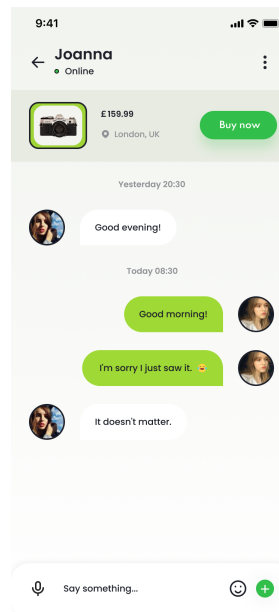 9:41
Joanna
Online
£159.99
London, UK
Buy now
Yesterday 20:30
Good evening!
Today 08:30
Good morning!
I'm sorry I just saw it. 😂
It doesn't matter.
Say something...